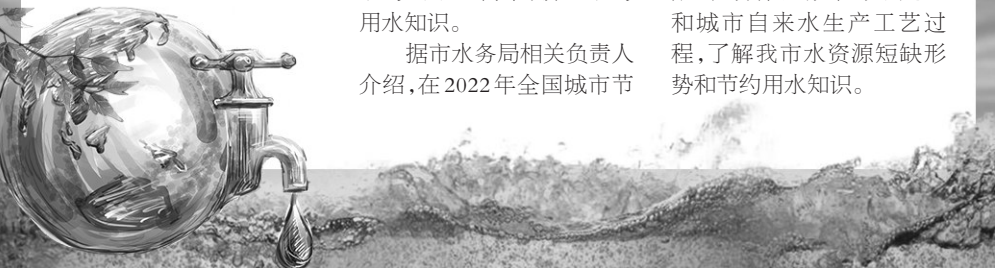 用水知识。
据市水务局相关负责人
介绍,在2022年全国城市节
和城市自来水生产工艺过
程,了解我市水资源短缺形
势和节约用水知识。